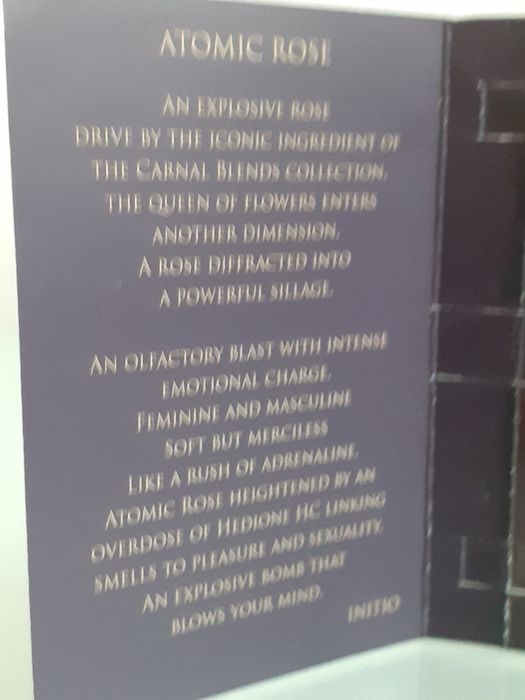 ATOMIC ROSE
AN EXPLOSIVE ROSE
DRIVE BY THE ICONIC INGREDIENT OF
THE CARNAL BLENDS COLLECTION,
THE QUEEN OF FLOWERS ENTERS
ANOTHER DIMENSION,
A ROSE DIFFRACTED INTO
A POWERFUL SILLAGE.
AN OLFACTORY BLAST WITH INTENSE
EMOTIONAL CHARGE,
FEMININE AND MASCULINE
SOFT BUT MERCILESS
LIKE A RUSH OF ADRENALINE,
ATOMIC ROSE HEIGHTENED BY AN
OVERDOSE OF HEDIONE HC LINKING
SMELLS TO PLEASURE AND SEXUALITY,
AN EXPLOSIVE BOMB THAT
BLOWS YOUR MIND.
INITIO